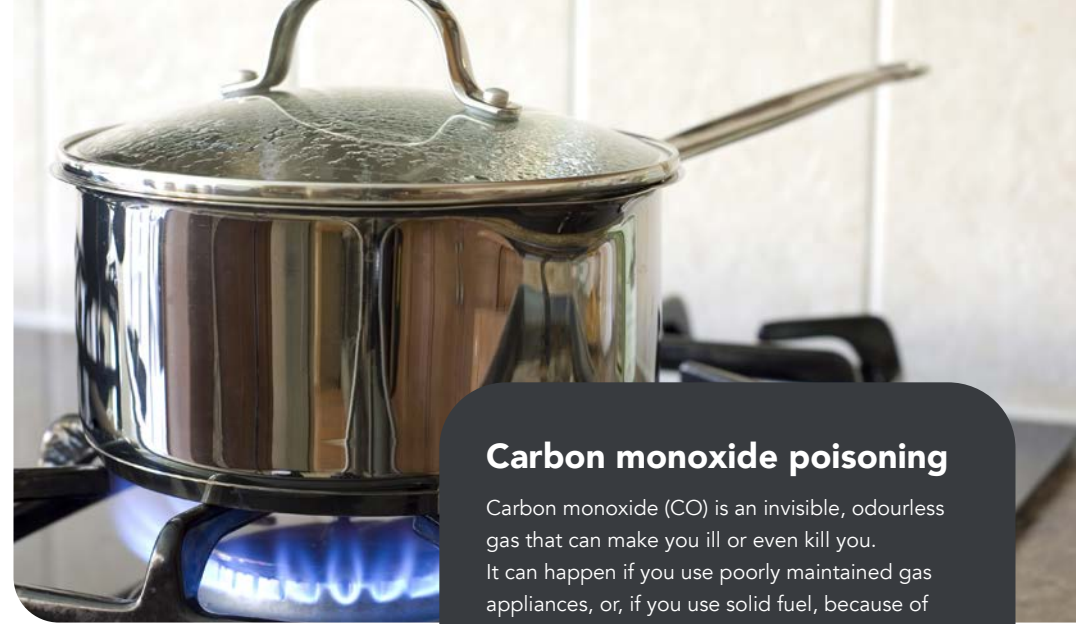 Carbon monoxide poisoning
Carbon monoxide (CO) is an invisible, odourless
gas that can make you ill or even kill you.
It can happen if you use poorly maintained gas
appliances, or, if you use solid fuel, because of